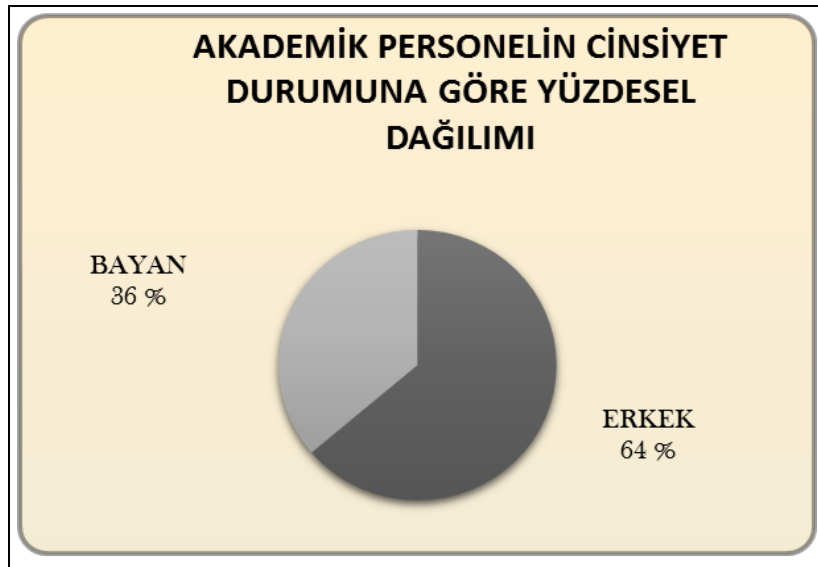 AKADEMİK PERSONELİN CİNSİYET
DURUMUNA GÖRE YÜZDESEL
DAĞILIMI
BAYAN
36 %
ERKEK
64 %